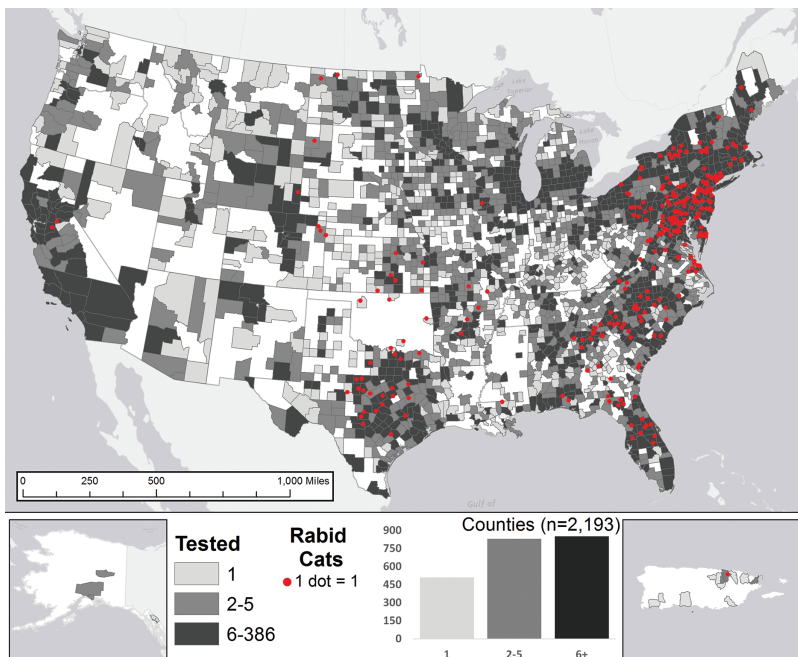 Lake
Superior
Lake
Huron
0 250 500 1,000 Miles
Gulf of
Tested
1
2-5
6-386
Rabid
Cats
1 dot = 1
Counties (n=2,193)
900
750
600
450
300
150
0
1 2-5 6+